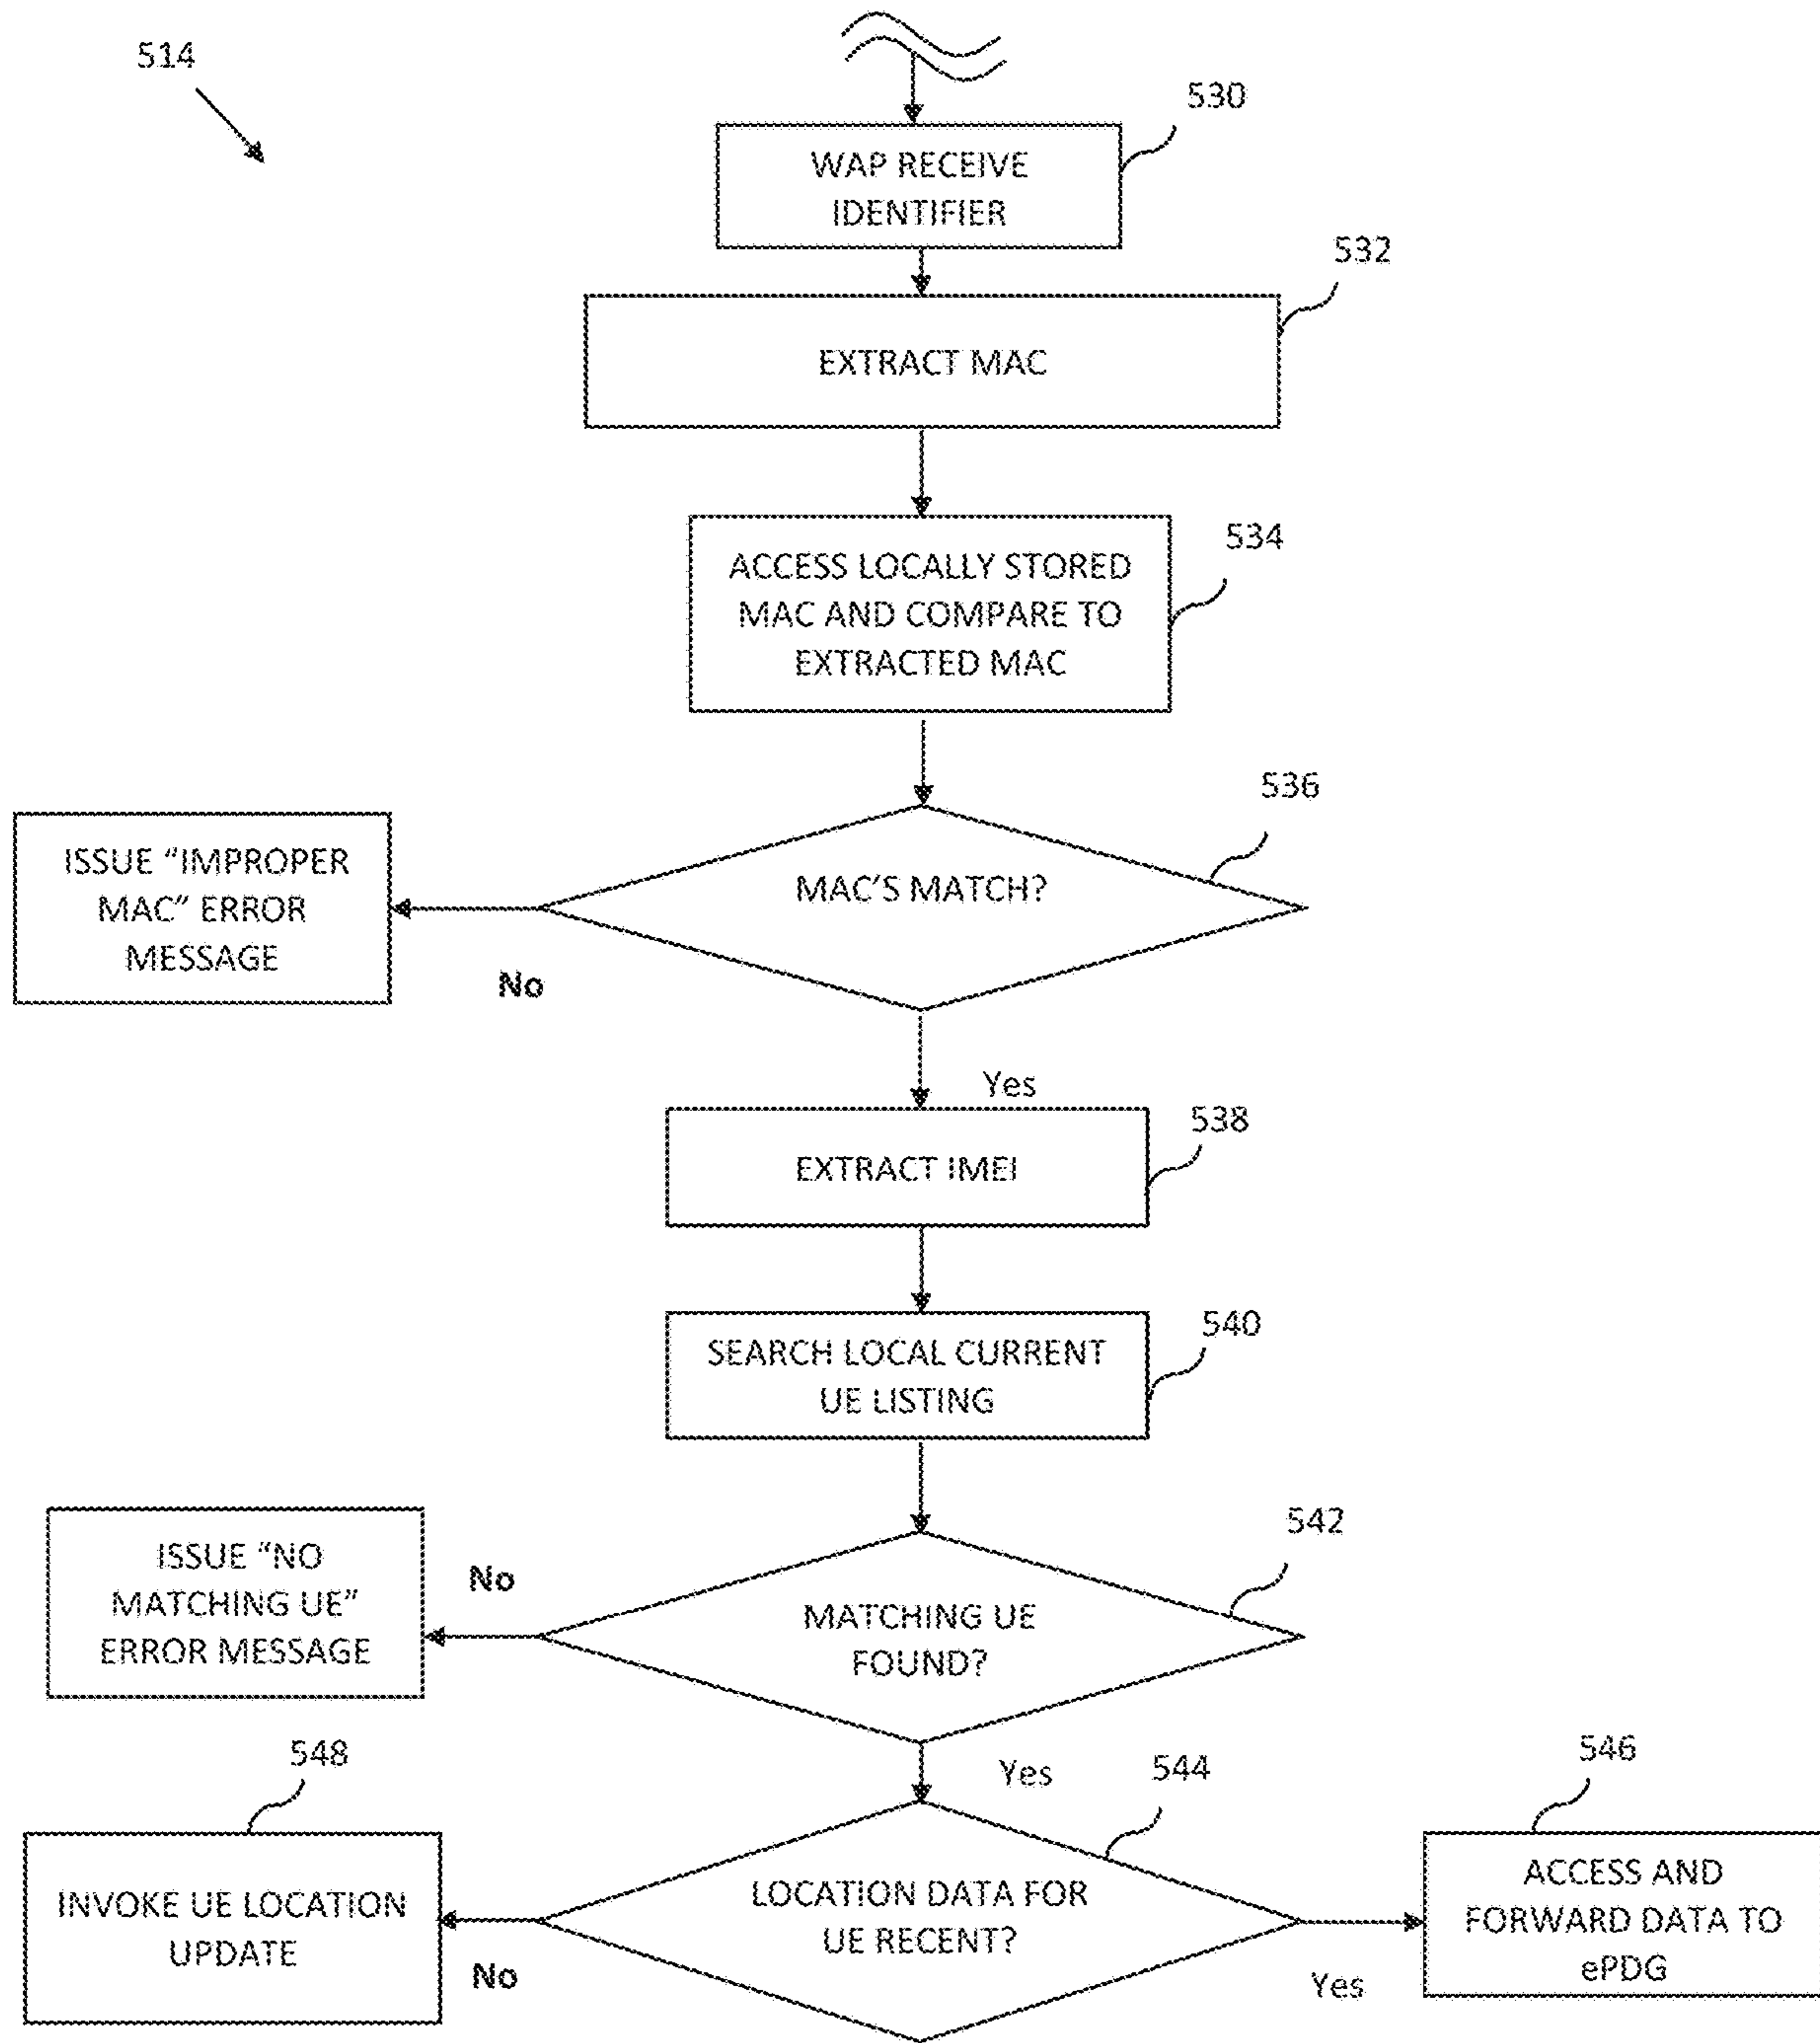 514
530
WAP RECEIVE
IDENTIFIER
532
EXTRACT MAC
534
ACCESS LOCALLY STORED
MAC AND COMPARE TO
EXTRACTED MAC
536
MAC'S MATCH?
ISSUE “IMPROPER
MAC” ERROR
MESSAGE
No
Yes
538
EXTRACT IMEI
540
SEARCH LOCAL CURRENT
UE LISTING
542
MATCHING UE
FOUND?
No
ISSUE “NO
MATCHING UE”
ERROR MESSAGE
Yes
544
LOCATION DATA FOR
UE RECENT?
548
INVOKE UE LOCATION
UPDATE
No
546
ACCESS AND
FORWARD DATA TO
ePDG
Yes